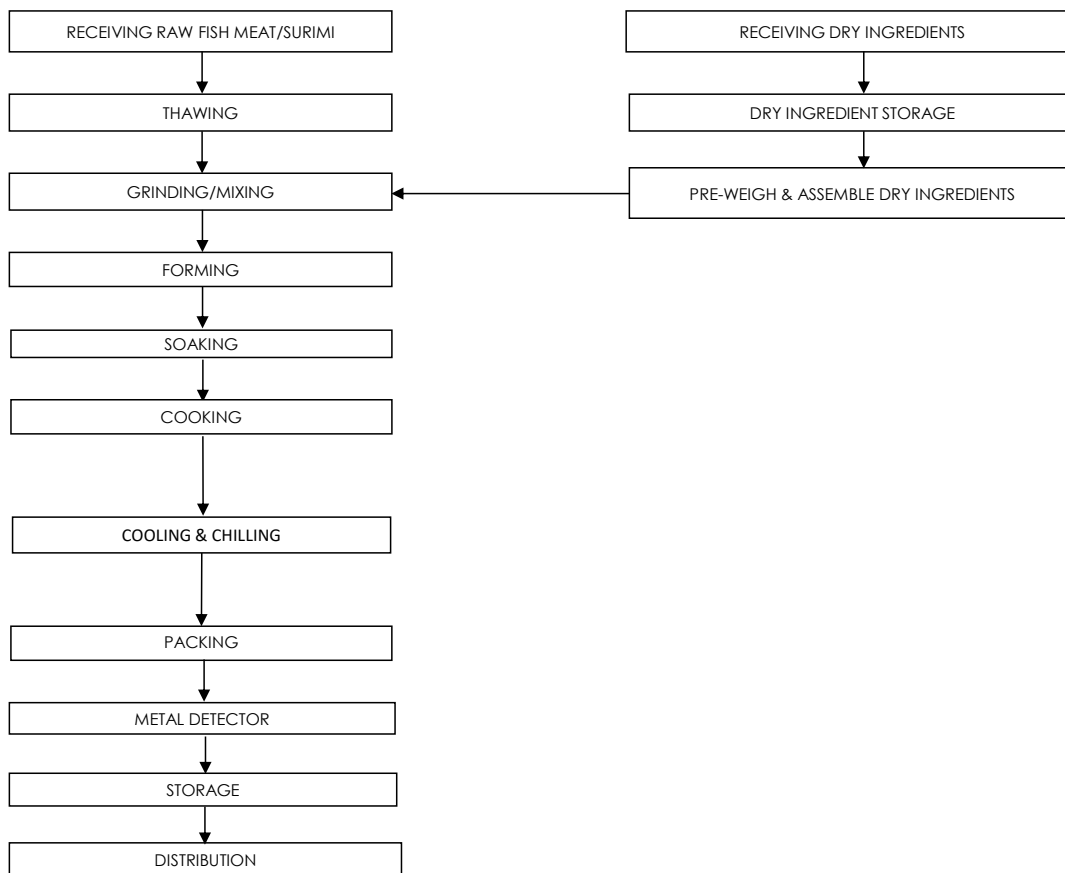 RECEIVING RAW FISH MEAT/SURIMI
THAWING
GRINDING/MIXING
FORMING
SOAKING
COOKING
COOLING & CHILLING
PACKING
METAL DETECTOR
STORAGE
DISTRIBUTION
RECEIVING DRY INGREDIENTS
DRY INGREDIENT STORAGE
PRE-WEIGH & ASSEMBLE DRY INGREDIENTS